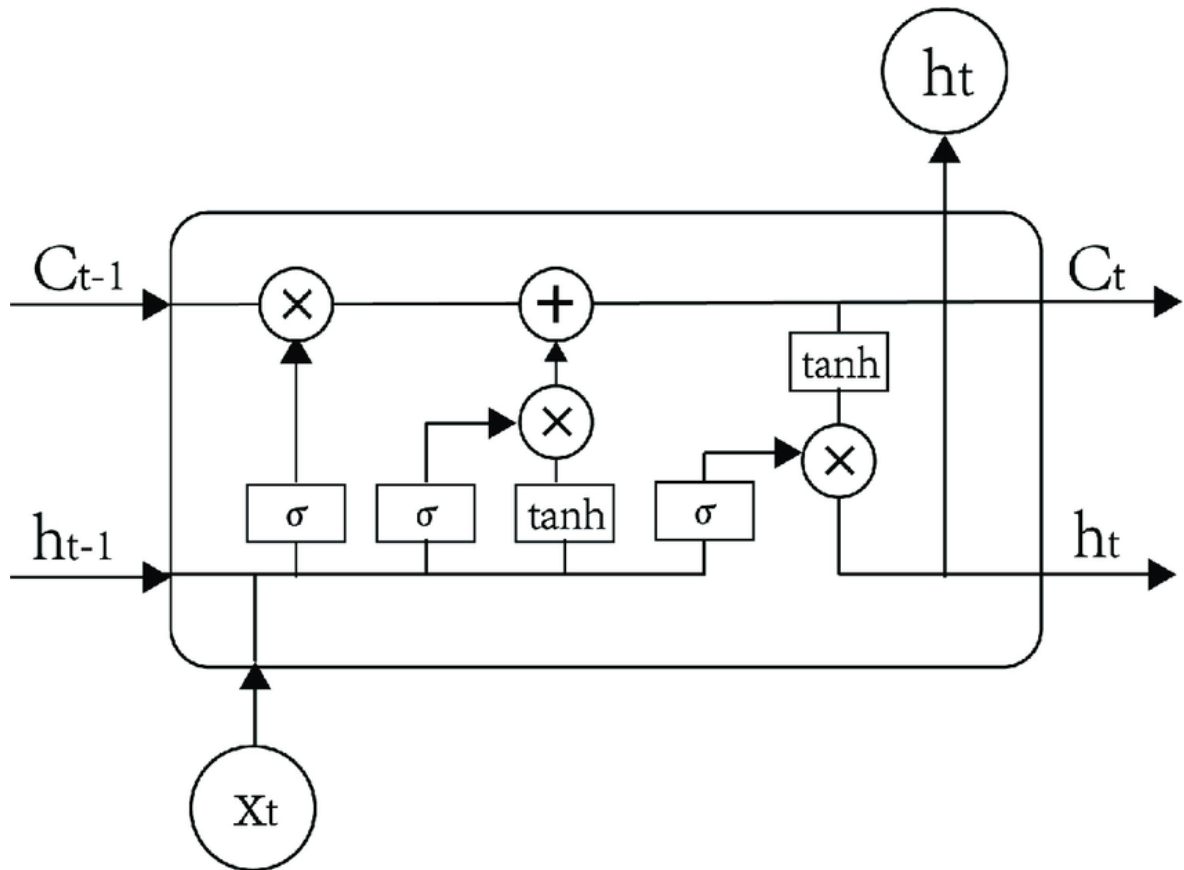 ht
Ct-1
Ct
×
+
tanh
×
×
σ
σ
tanh
σ
ht-1
ht
xt